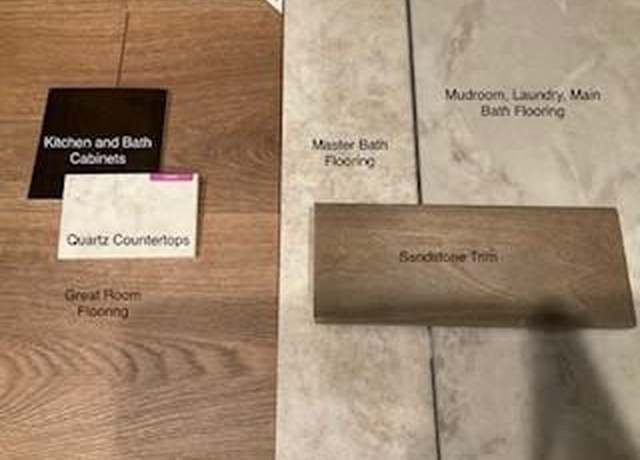 Kitchen and Bath
Cabinets
Quartz Countertops
Great Room
Flooring
Master Bath
Flooring
Mudroom, Laundry, Main
Bath Flooring
Sandstone Trim